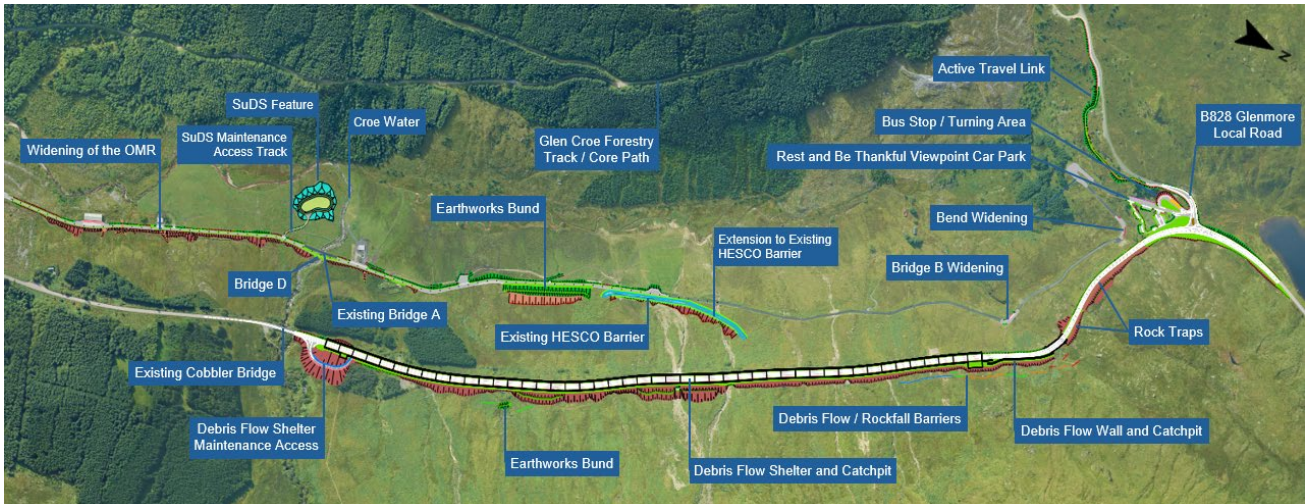 Active Travel Link
SuDS Feature
Croe Water
Bus Stop / Turning Area
B828 Glenmore
Local Road
Widening of the OMR
SuDS Maintenance
Access Track
Glen Croe Forestry
Track / Core Path
Rest and Be Thankful Viewpoint Car Park
Earthworks Bund
Bend Widening
Extension to Existing
HESCO Barrier
Bridge B Widening
Bridge D
Existing Bridge A
Existing HESCO Barrier
Rock Traps
Existing Cobbler Bridge
Debris Flow Shelter
Maintenance Access
Debris Flow / Rockfall Barriers
Debris Flow Wall and Catchpit
Earthworks Bund
Debris Flow Shelter and Catchpit
N